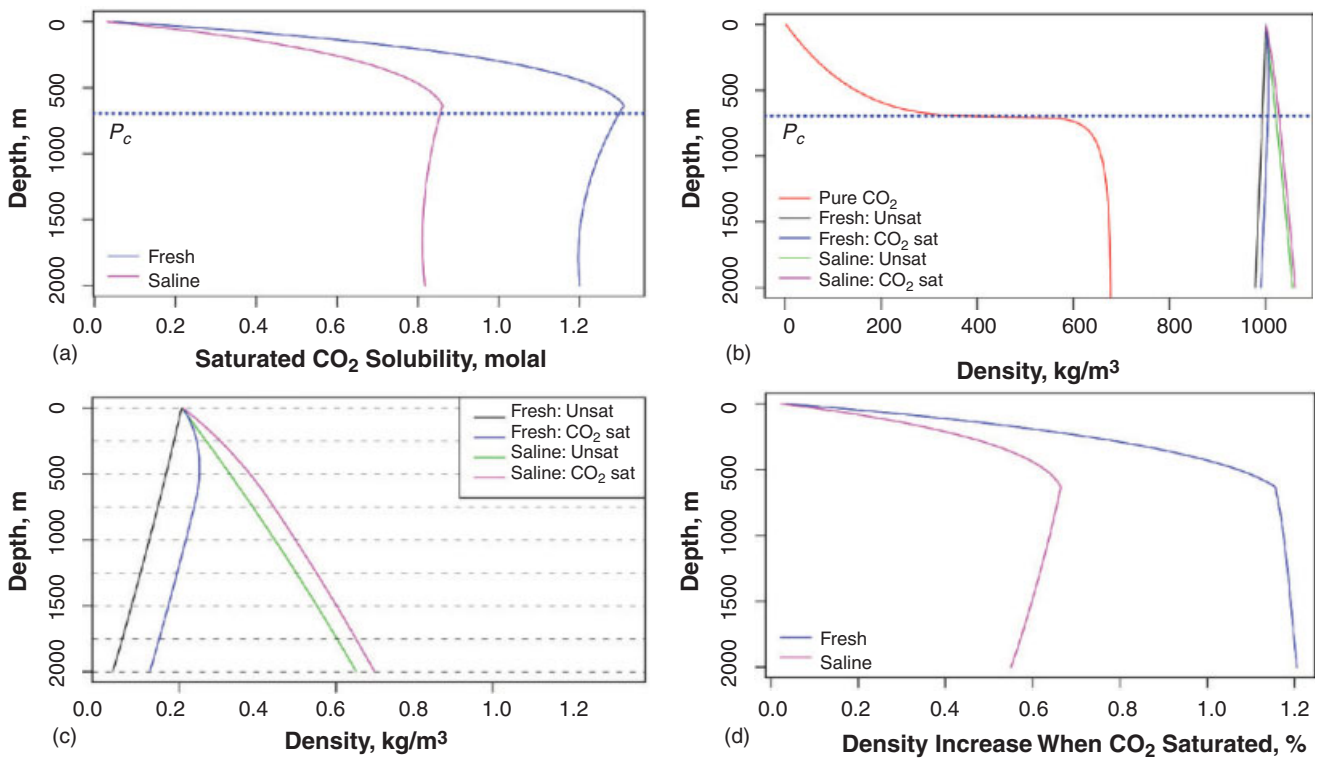 0
500
1000
1500
2000
Depth, m
P_c
Fresh
Saline
0.0 0.2 0.4 0.6 0.8 1.0 1.2
(a) Saturated CO₂ Solubility, molal
0
500
1000
1500
2000
Depth, m
P_c
Pure CO₂
Fresh: Unsat
Fresh: CO₂ sat
Saline: Unsat
Saline: CO₂ sat
0 200 400 600 800 1000
(b) Density, kg/m³
0
500
1000
1500
2000
Depth, m
Fresh: Unsat
Fresh: CO₂ sat
Saline: Unsat
Saline: CO₂ sat
0.0 0.2 0.4 0.6 0.8 1.0 1.2
(c) Density, kg/m³
0
500
1000
1500
2000
Depth, m
Fresh
Saline
0.0 0.2 0.4 0.6 0.8 1.0 1.2
(d) Density Increase When CO₂ Saturated, %